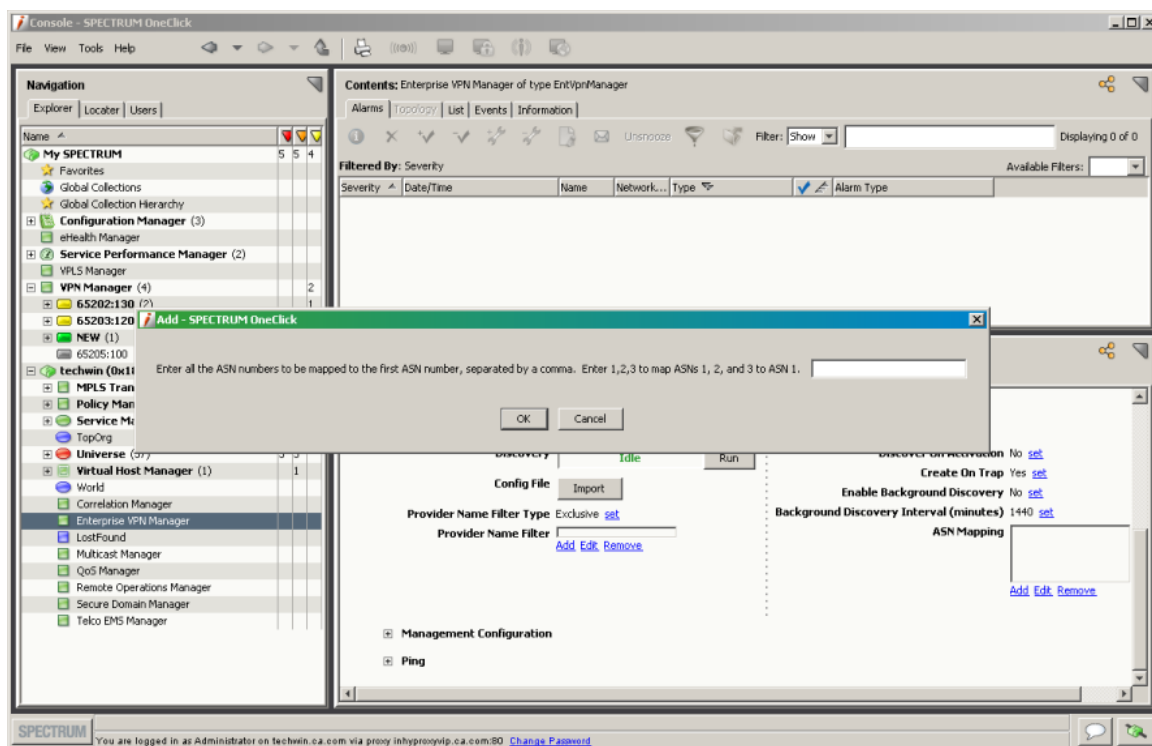 Console - SPECTRUM OneClick
File View Tools Help
Navigation
Explorer Locater Users
Name
My SPECTRUM 5 5 4
Favorites
Global Collections
Global Collection Hierarchy
Configuration Manager (3)
eHealth Manager
Service Performance Manager (2)
VPLS Manager
VPN Manager (4) 2
65202:130 (2) 1
65203:120
NEW (1)
65205:100
techwin (0x18
MPLS Tran
Policy Man
Service Ma
TopOrg
Universe (37) 5 5
Virtual Host Manager (1) 1
World
Correlation Manager
Enterprise VPN Manager
LostFound
Multicast Manager
QoS Manager
Remote Operations Manager
Secure Domain Manager
Telco EMS Manager
Contents: Enterprise VPN Manager of type EntVpnManager
Alarms Topology List Events Information
Unsnooze Filter: Show Displaying 0 of 0
Filtered By: Severity Available Filters:
Severity Date/Time Name Network... Type Alarm Type
Add - SPECTRUM OneClick
Enter all the ASN numbers to be mapped to the first ASN number, separated by a comma. Enter 1,2,3 to map ASNs 1, 2, and 3 to ASN 1.
OK Cancel
Discovery Idle Run
Config File Import
Provider Name Filter Type Exclusive set
Provider Name Filter
Add Edit Remove
Discover On Activation No set
Create On Trap Yes set
Enable Background Discovery No set
Background Discovery Interval (minutes) 1440 set
ASN Mapping
Add Edit Remove
Management Configuration
Ping
SPECTRUM
You are logged in as Administrator on techwin.ca.com via proxy inhyproxyvip.ca.com:80 Change Password